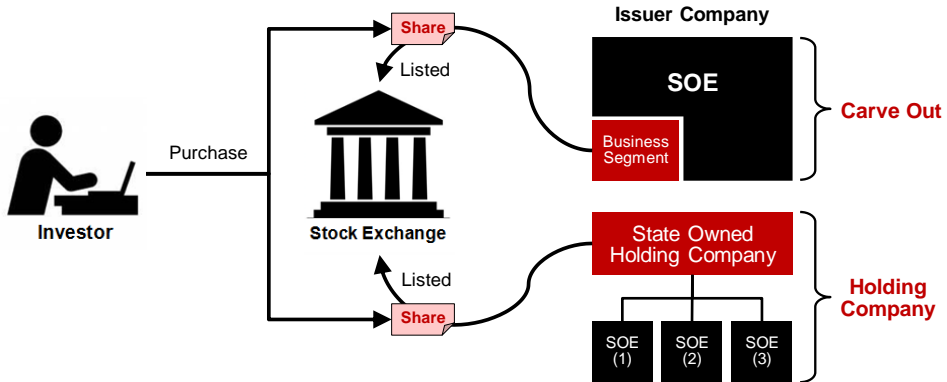 Issuer Company
Share
Listed
SOE
Carve Out
Business
Segment
Purchase
Investor
Stock Exchange
State Owned
Holding Company
Listed
Holding
Company
Share
SOE
(1)
SOE
(2)
SOE
(3)